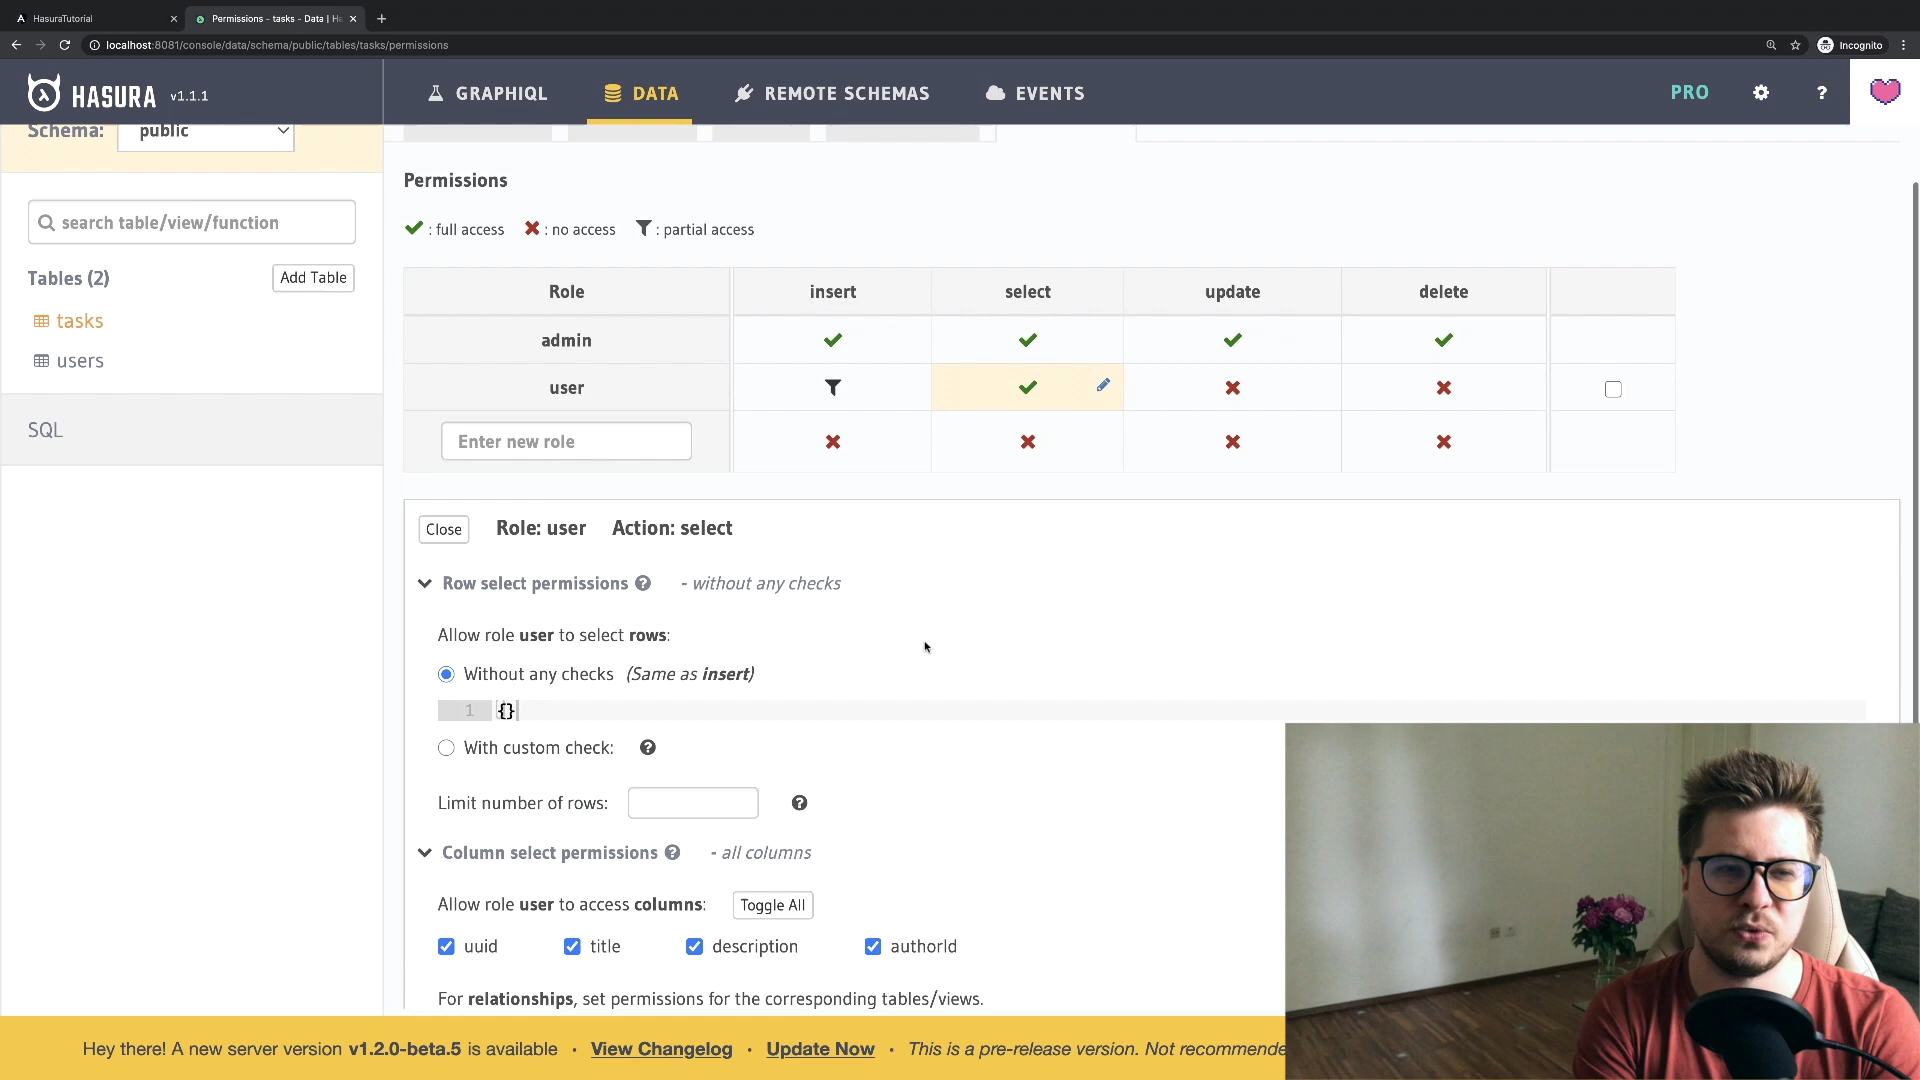 HasuraTutorial
Permissions - tasks - Data | Ha
localhost:8081/console/data/schema/public/tables/tasks/permissions
Incognito
HASURA v1.1.1
GRAPHIQL
DATA
REMOTE SCHEMAS
EVENTS
PRO
?
Schema: public
search table/view/function
Tables (2)
Add Table
tasks
users
SQL
Permissions
: full access : no access : partial access
Role insert select update delete
admin
user
Enter new role
Close Role: user Action: select
Row select permissions ? - without any checks
Allow role user to select rows:
Without any checks (Same as insert)
1 {}
With custom check: ?
Limit number of rows: ?
Column select permissions ? - all columns
Allow role user to access columns: Toggle All
uuid title description authorId
For relationships, set permissions for the corresponding tables/views.
Hey there! A new server version v1.2.0-beta.5 is available · View Changelog · Update Now · This is a pre-release version. Not recommende